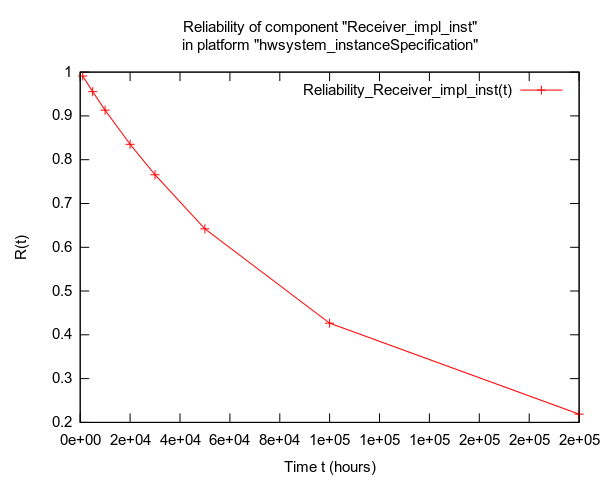 Reliability of component "Receiver_impl_inst"
in platform "hwsystem_instanceSpecification"
Reliability_Receiver_impl_inst(t)
1
0.9
0.8
0.7
0.6
0.5
0.4
0.3
0.2
R(t)
0e+00 2e+04 4e+04 6e+04 8e+04 1e+05 1e+05 1e+05 2e+05 2e+05 2e+05
Time t (hours)